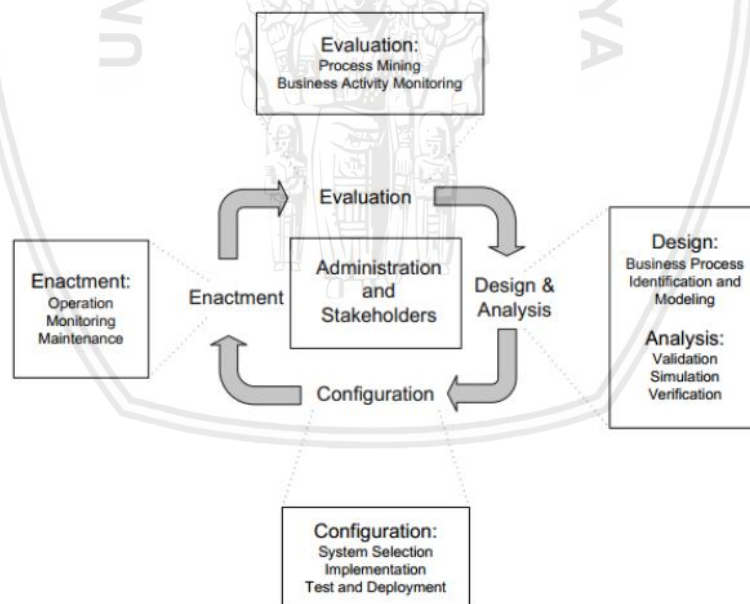 Evaluation:
Process Mining
Business Activity Monitoring
Evaluation
Enactment:
Operation
Monitoring
Maintenance
Enactment
Administration
and
Stakeholders
Design &
Analysis
Design:
Business Process
Identification and
Modeling
Analysis:
Validation
Simulation
Verification
Configuration
Configuration:
System Selection
Implementation
Test and Deployment